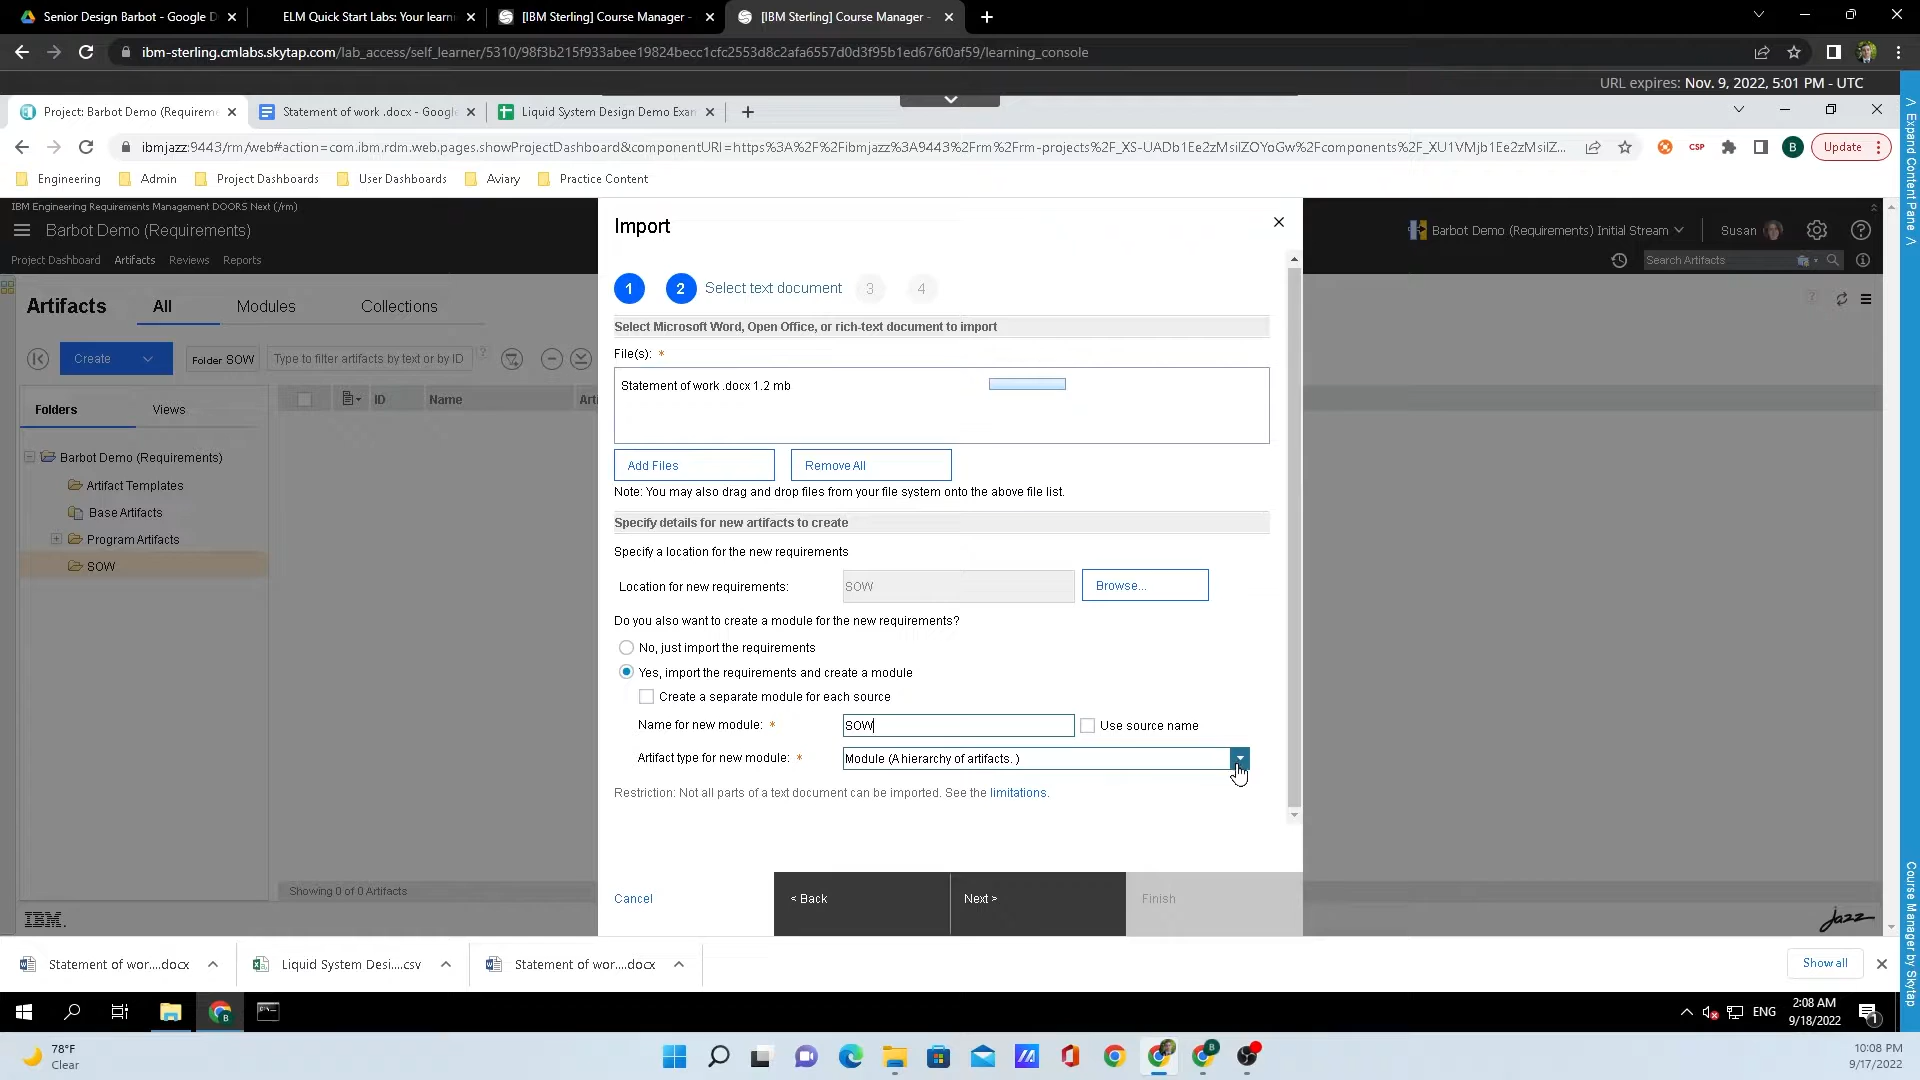 Senior Design Barbot - Google D
ELM Quick Start Labs: Your learni
[IBM Sterling] Course Manager -
[IBM Sterling] Course Manager -
ibm-sterling.cmlabs.skytap.com/lab_access/self_learner/5310/98f3b215f933abee19824becc1cfc2553d8c2afa6557d0d3f95b1ed676f0af59/learning_console
URL expires: Nov. 9, 2022, 5:01 PM - UTC
Project: Barbot Demo (Requirem
Statement of work .docx - Google
Liquid System Design Demo Exan
ibmjazz:9443/rm/web#action=com.ibm.rdm.web.pages.showProjectDashboard&componentURI=https%3A%2F%2Fibmjazz%3A9443%2Frm%2Frm-projects%2F_XS-UADb1Ee2zMsilZOYoGw%2Fcomponents%2F_XU1VMjb1Ee2zMsilZ...
CSP
B
Update
Engineering
Admin
Project Dashboards
User Dashboards
Aviary
Practice Content
< Expand Content Pane <
IBM Engineering Requirements Management DOORS Next (/rm)
Barbot Demo (Requirements)
Barbot Demo (Requirements) Initial Stream
Susan
Project Dashboard
Artifacts
Reviews
Reports
Search Artifacts
Artifacts
All
Modules
Collections
Create
Folder SOW
Type to filter artifacts by text or by ID
Folders
Views
ID
Name
Arti
Barbot Demo (Requirements)
Artifact Templates
Base Artifacts
Program Artifacts
SOW
Showing 0 of 0 Artifacts
IBM.
Jazz
Import
1
2
Select text document
3
4
Select Microsoft Word, Open Office, or rich-text document to import
File(s): *
Statement of work .docx 1.2 mb
Add Files
Remove All
Note: You may also drag and drop files from your file system onto the above file list.
Specify details for new artifacts to create
Specify a location for the new requirements
Location for new requirements:
SOW
Browse...
Do you also want to create a module for the new requirements?
No, just import the requirements
Yes, import the requirements and create a module
Create a separate module for each source
Name for new module: *
SOW
Use source name
Artifact type for new module: *
Module (A hierarchy of artifacts. )
Restriction: Not all parts of a text document can be imported. See the limitations.
Cancel
< Back
Next >
Finish
Course Manager by Skytap
Statement of wor....docx
Liquid System Desi....csv
Statement of wor....docx
Show all
ENG
2:08 AM
9/18/2022
1
78°F
Clear
10:08 PM
9/17/2022